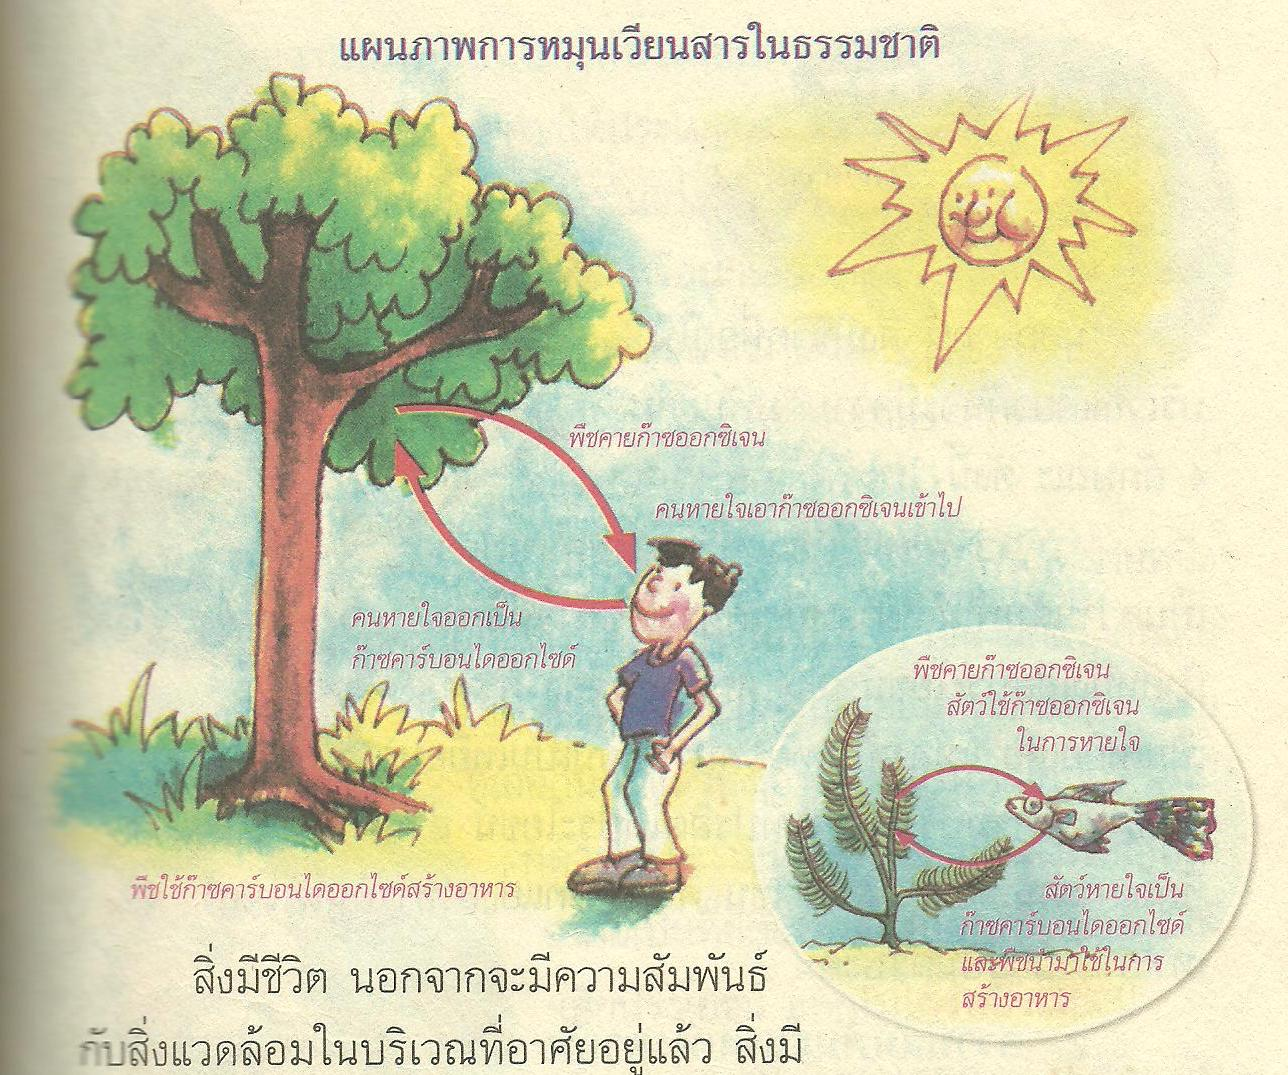 แผนภาพการหมุนเวียนสารในธรรมชาติ
พืชคายก๊าซออกซิเจน
คนหายใจเอาก๊าซออกซิเจนเข้าไป
คนหายใจออกเป็น
ก๊าซคาร์บอนไดออกไซด์
พืชคายก๊าซออกซิเจน
สัตว์ใช้ก๊าซออกซิเจน
ในการหายใจ
สัตว์หายใจเป็น
ก๊าซคาร์บอนไดออกไซด์
และพืชนำมาใช้ในการ
สร้างอาหาร
พืชใช้ก๊าซคาร์บอนไดออกไซด์สร้างอาหาร
สิ่งมีชีวิต นอกจากจะมีความสัมพันธ์
กับสิ่งแวดล้อมในบริเวณที่อาศัยอยู่แล้ว สิ่งมี